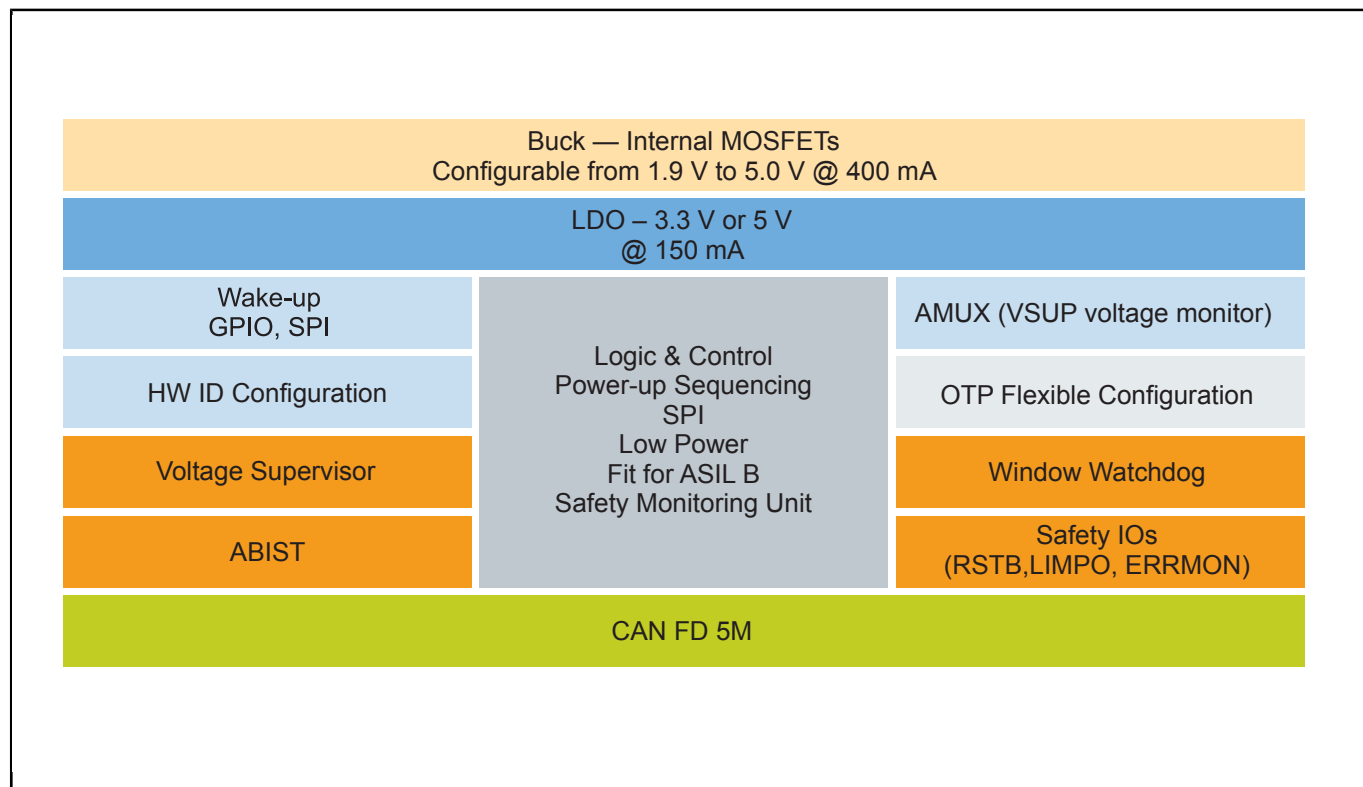 Buck — Internal MOSFETs
Configurable from 1.9 V to 5.0 V @ 400 mA
LDO – 3.3 V or 5 V
@ 150 mA
Wake-up
GPIO, SPI
HW ID Configuration
Voltage Supervisor
ABIST
Logic & Control
Power-up Sequencing
SPI
Low Power
Fit for ASIL B
Safety Monitoring Unit
AMUX (VSUP voltage monitor)
OTP Flexible Configuration
Window Watchdog
Safety IOs
(RSTB,LIMPO, ERRMON)
CAN FD 5M